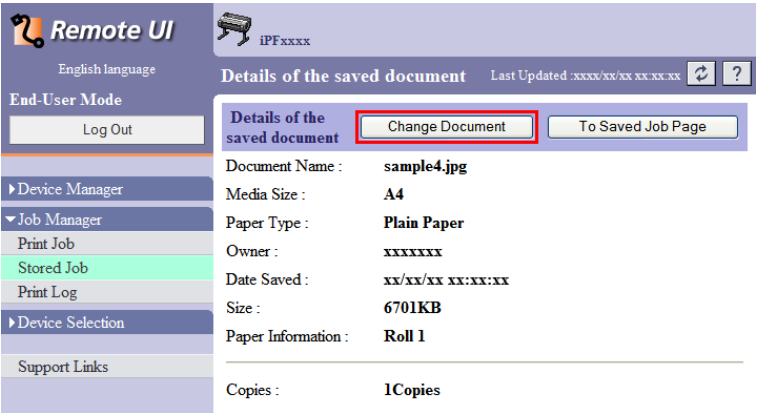 Remote UI
English language
End-User Mode
Log Out
Device Manager
Job Manager
Print Job
Stored Job
Print Log
Device Selection
Support Links
iPFxxxx
Details of the saved document Last Updated :xxxx/xx/xx xx:xx:xx ?
Details of the
saved document
Change Document To Saved Job Page
Document Name : sample4.jpg
Media Size : A4
Paper Type : Plain Paper
Owner : xxxxxxx
Date Saved : xx/xx/xx xx:xx:xx
Size : 6701KB
Paper Information : Roll 1
Copies : 1Copies